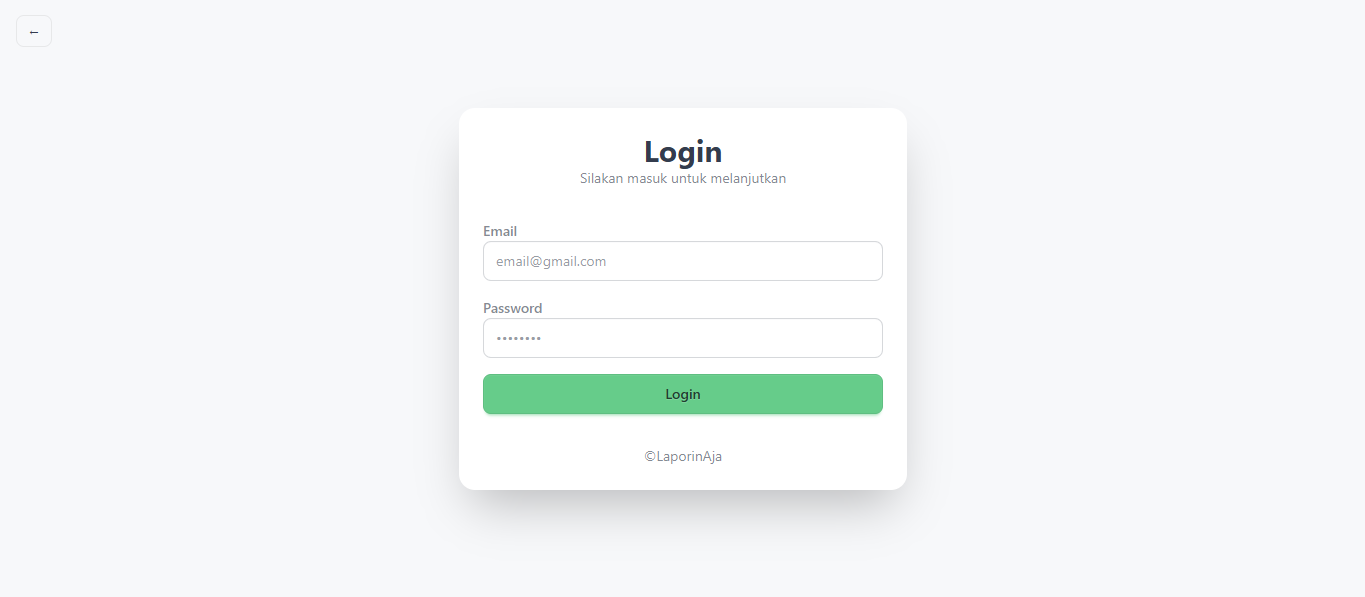 ←
Login
Silakan masuk untuk melanjutkan
Email
email@gmail.com
Password
••••••••
Login
©LaporinAja